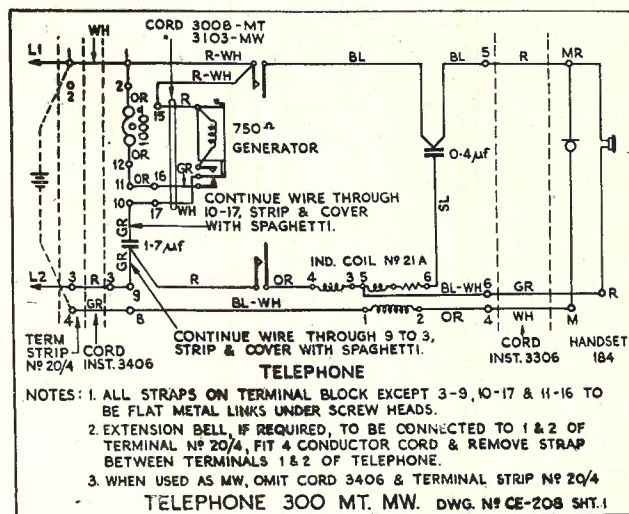 CORD 3008-MT
3103-MW
L1
WH
1
1
R-WH
BL
BL
5
R
MR
2
2
R-WH
OR
15
R
1000Ω
750Ω
GENERATOR
0.4µf
OR
12
OR
16
11
GR
10
17
WH
SL
CONTINUE WIRE THROUGH
10-17, STRIP & COVER
WITH SPAGHETTI.
GR
1.7µf
GR
IND. COIL Nº 21A
L2
3
R
3
9
R
OR
4
3
5
6
BL-WH
6
GR
R
4
GR
8
BL-WH
1
2
OR
4
WH
M
TERM
STRIP
Nº 20/4
CORD
INST. 3406
CONTINUE WIRE THROUGH 9 TO 3,
STRIP & COVER WITH SPAGHETTI.
CORD
INST. 3306
HANDSET
184
TELEPHONE
NOTES: 1. ALL STRAPS ON TERMINAL BLOCK EXCEPT 3-9, 10-17 & 11-16 TO
BE FLAT METAL LINKS UNDER SCREW HEADS.
2. EXTENSION BELL, IF REQUIRED, TO BE CONNECTED TO 1 & 2 OF
TERMINAL Nº 20/4, FIT 4 CONDUCTOR CORD & REMOVE STRAP
BETWEEN TERMINALS 1 & 2 OF TELEPHONE.
3. WHEN USED AS MW, OMIT CORD 3406 & TERMINAL STRIP Nº 20/4
TELEPHONE 300 MT. MW. DWG. Nº CE-208 SHT.1